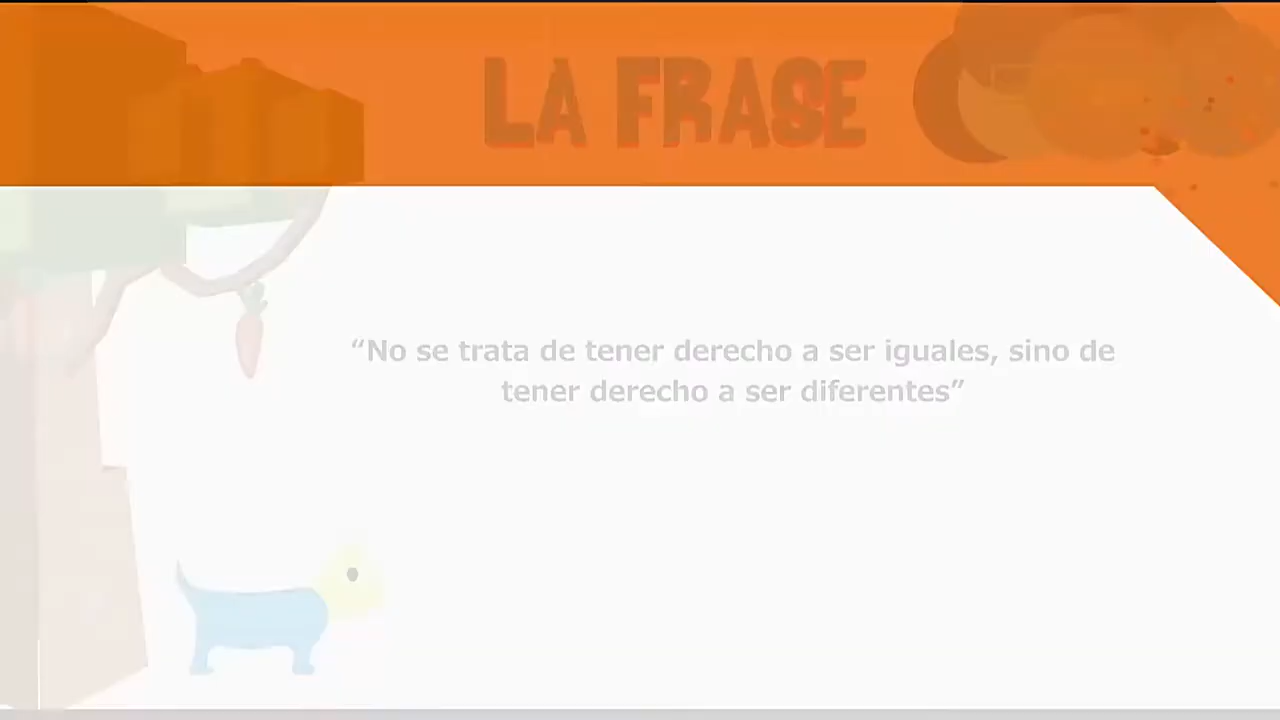 LA FRASE
“No se trata de tener derecho a ser iguales, sino de
tener derecho a ser diferentes”